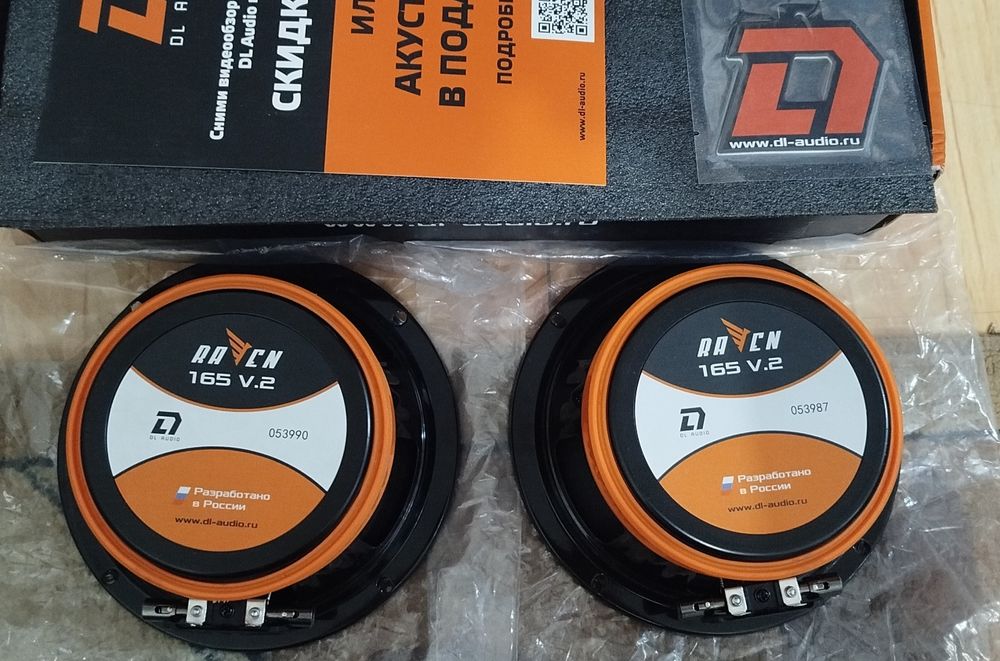 DL
Сними видеообзор
DL Audio
СКИДК
ИЛ
АКУСТ
В ПОДА
ПОДРОБ
www.dl-audio.ru
www.dl-audio.ru
RAVEN
165 V.2
DL AUDIO
053990
Разработано
в России
www.dl-audio.ru
RAVEN
165 V.2
DL AUDIO
053987
Разработано
в России
www.dl-audio.ru